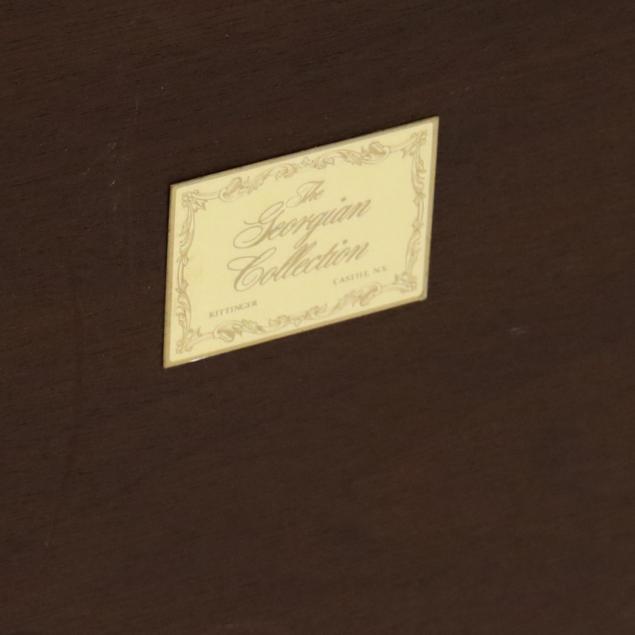 The
Georgian
Collection
KITTINGER
CASTILE, N.Y.